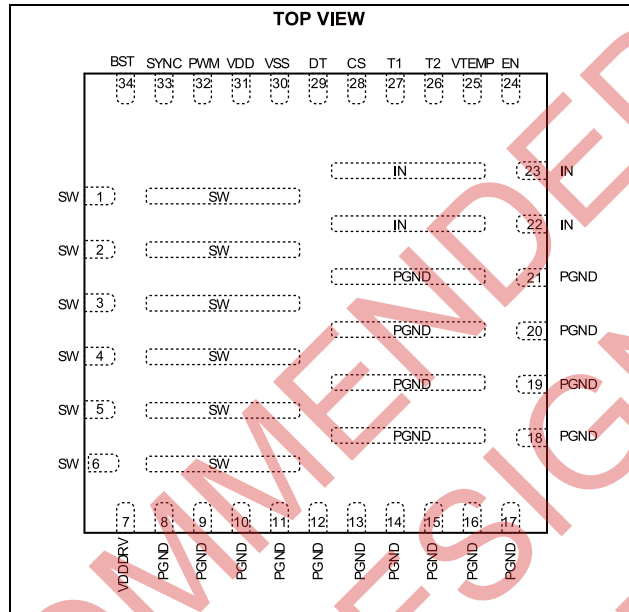 TOP VIEW
BST SYNC PWM VDD VSS DT CS T1 T2 VTEMP EN
34 33 32 31 30 29 28 27 26 25 24
IN 23 IN
SW 1 SW
IN 22 IN
SW 2 SW
PGND 21 PGND
SW 3 SW
PGND 20 PGND
SW 4 SW
PGND 19 PGND
SW 5 SW
PGND 18 PGND
SW 6 SW
7 8 9 10 11 12 13 14 15 16 17
VDDDRV PGND PGND PGND PGND PGND PGND PGND PGND PGND PGND